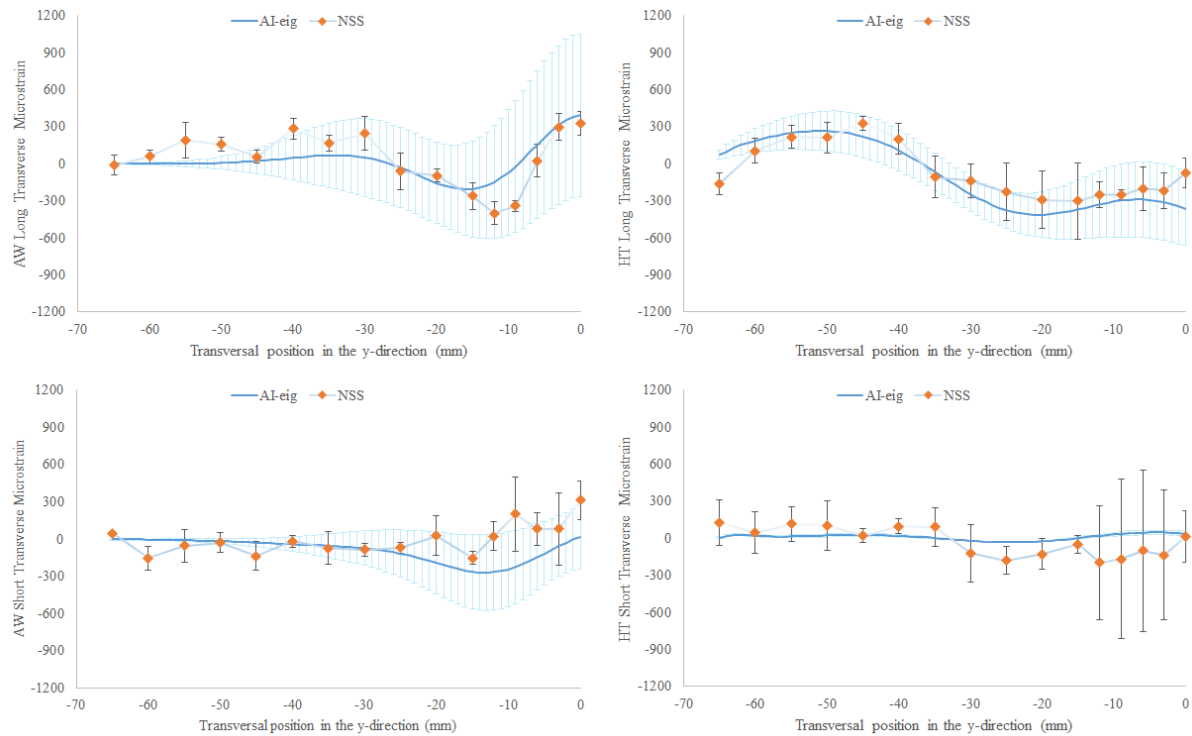 AI-eig NSS
1200
900
600
300
0
-300
-600
-900
-1200
-70 -60 -50 -40 -30 -20 -10 0
AW Long Transverse Microstrain
Transversal position in the y-direction (mm)
AI-eig NSS
1200
900
600
300
0
-300
-600
-900
-1200
-70 -60 -50 -40 -30 -20 -10 0
HT Long Transverse Microstrain
Transversal position in the y-direction (mm)
AI-eig NSS
1200
900
600
300
0
-300
-600
-900
-1200
-70 -60 -50 -40 -30 -20 -10 0
AW Short Transverse Microstrain
Transversal position in the y-direction (mm)
AI-eig NSS
1200
900
600
300
0
-300
-600
-900
-1200
-70 -60 -50 -40 -30 -20 -10 0
HT Short Transverse Microstrain
Transversal position in the y-direction (mm)